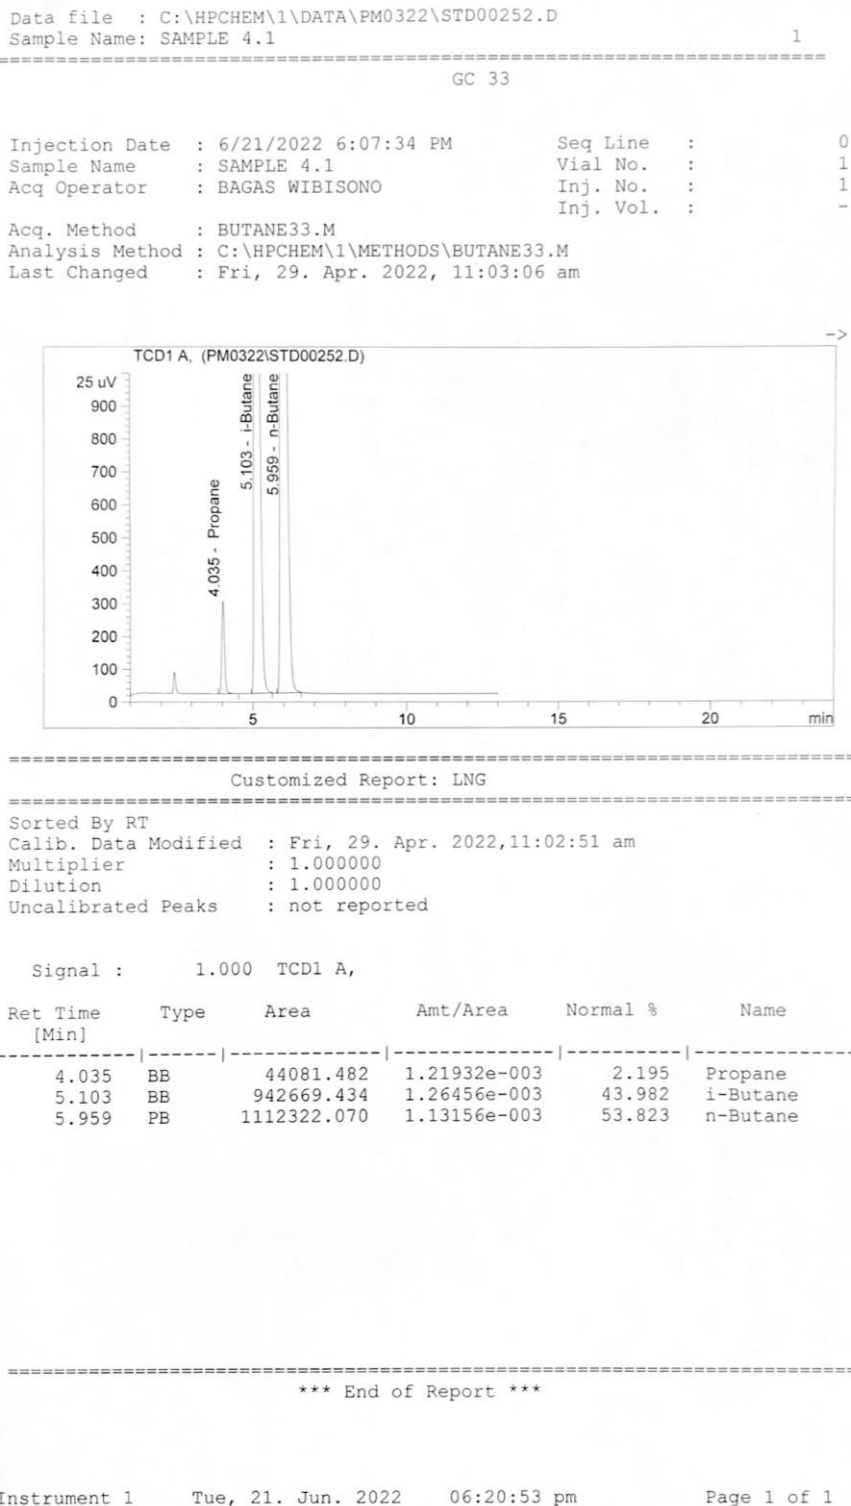 Data file : C:\HPCHEM\1\DATA\PM0322\STD00252.D
Sample Name: SAMPLE 4.1 1
==========================================================================
GC 33
Injection Date : 6/21/2022 6:07:34 PM Seq Line : 0
Sample Name : SAMPLE 4.1 Vial No. : 1
Acq Operator : BAGAS WIBISONO Inj. No. : 1
Inj. Vol. : -
Acq. Method : BUTANE33.M
Analysis Method : C:\HPCHEM\1\METHODS\BUTANE33.M
Last Changed : Fri, 29. Apr. 2022, 11:03:06 am
->
TCD1 A, (PM0322\STD00252.D)
25 uV
900
800
700
600
500
400
300
200
100
0
4.035 - Propane
5.103 - i-Butane
5.959 - n-Butane
5 10 15 20 min
==========================================================================
Customized Report: LNG
==========================================================================
Sorted By RT
Calib. Data Modified : Fri, 29. Apr. 2022,11:02:51 am
Multiplier : 1.000000
Dilution : 1.000000
Uncalibrated Peaks : not reported
Signal : 1.000 TCD1 A,
Ret Time Type Area Amt/Area Normal % Name
[Min]
------------|------|--------------|--------------|----------|--------------
4.035 BB 44081.482 1.21932e-003 2.195 Propane
5.103 BB 942669.434 1.26456e-003 43.982 i-Butane
5.959 PB 1112322.070 1.13156e-003 53.823 n-Butane
==========================================================================
*** End of Report ***
Instrument 1 Tue, 21. Jun. 2022 06:20:53 pm Page 1 of 1